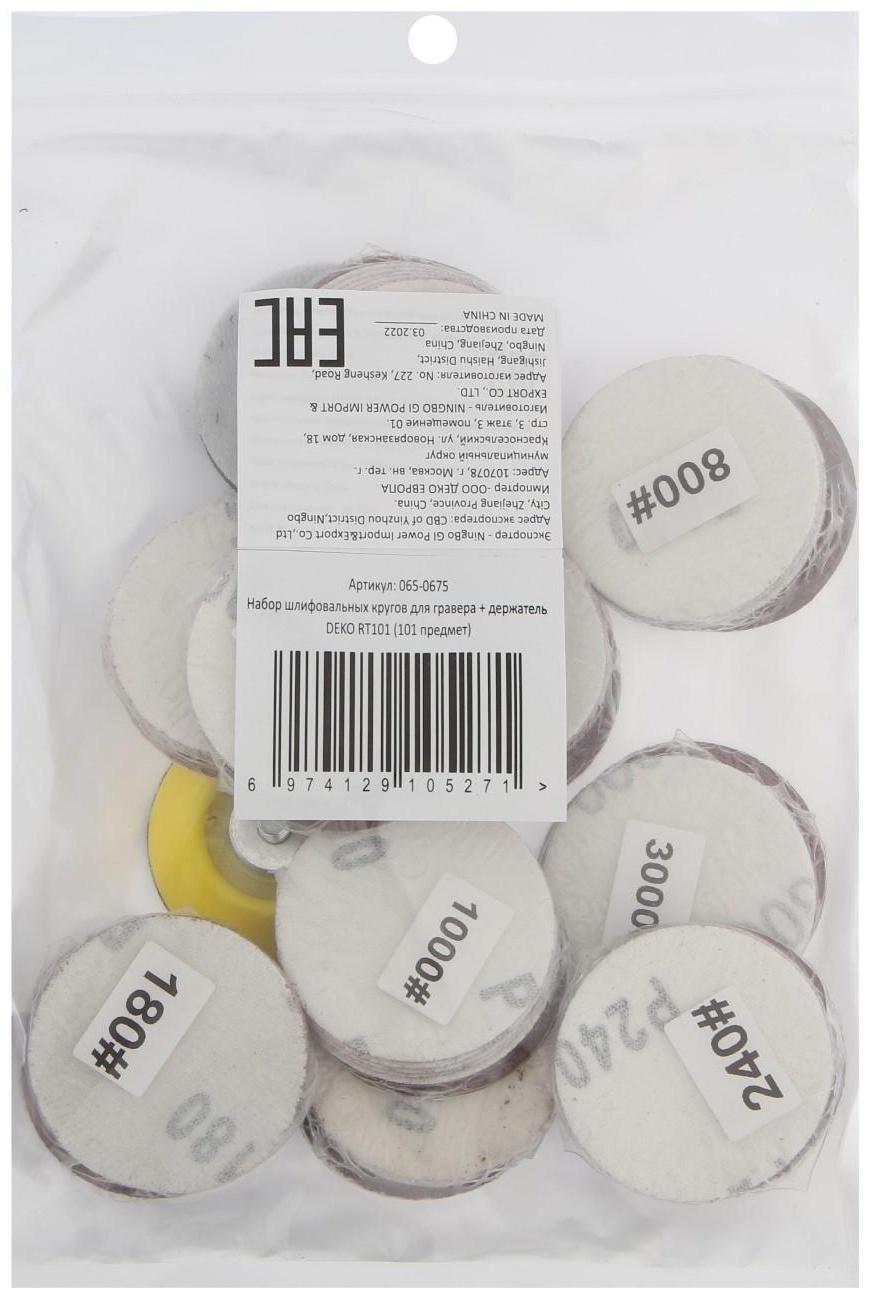 EAC
Экспортер - Ningbo GI Power Import&Export Co.,Ltd
Адрес экспортера: CBD of Yinzhou District,Ningbo
City, Zhejiang Province, China.
Импортер -ООО ДЕКО ЕВРОПА
Адрес: 107078, г. Москва, вн. тер. г.
муниципальный округ
Красносельский, ул. Новорязанская, дом 18,
стр. 3, этаж 3, помещение 01.
Изготовитель - NINGBO GI POWER IMPORT &
EXPORT CO., LTD.
Адрес изготовителя: No. 227, Kesheng Road,
Jishigang, Haishu District,
Ningbo, Zhejiang, China
Дата производства: 03.2022
MADE IN CHINA
Артикул: 065-0675
Набор шлифовальных кругов для гравера + держатель
DEKO RT101 (101 предмет)
6 974129 105271 >
800#
3000
1000#
180#
180
P240
240#